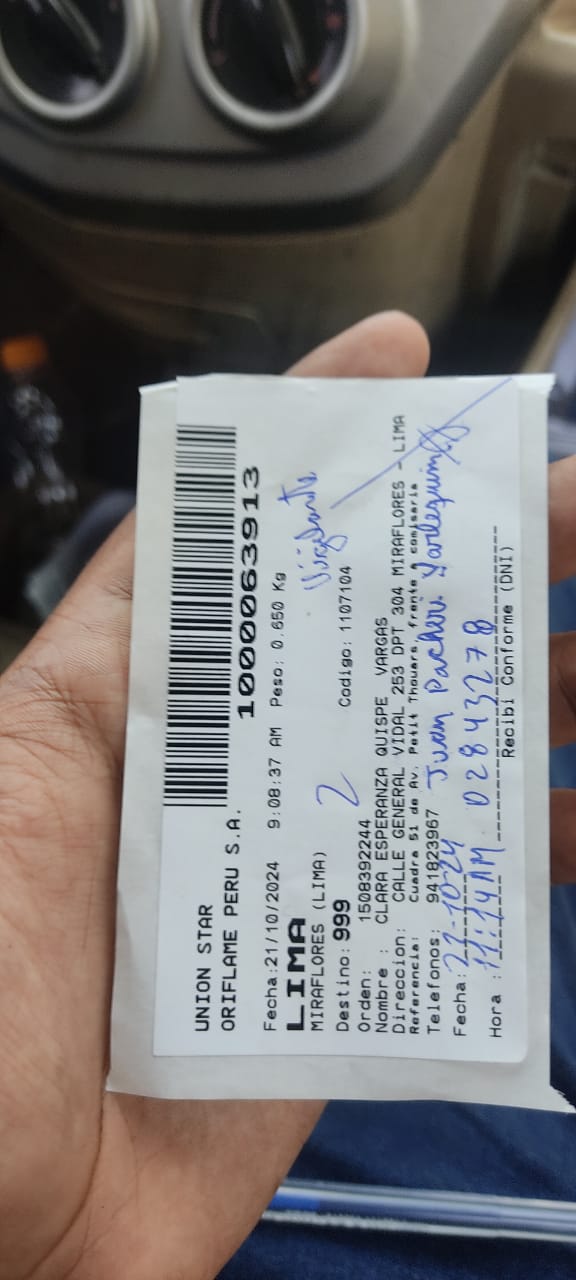 UNION STAR
ORIFLAME PERU S.A.
1000063913
Fecha:21/10/2024 9:08:37 AM Peso: 0.650 Kg
LIMA
MIRAFLORES (LIMA)
2
Vigilante
Destino: 999
Orden: 1508392244 Codigo: 1107104
Nombre : CLARA ESPERANZA QUISPE VARGAS
Direccion: CALLE GENERAL VIDAL 253 DPT 304 MIRAFLORES - LIMA
Referencia: Cuadra 51 de Av. Petit Thouars frente a comisaria
Telefonos: 941823967 Juan Pacheri
Fecha: 22-10-24
Hora : 11:14 AM 02843278
Recibi Conforme (DNI)